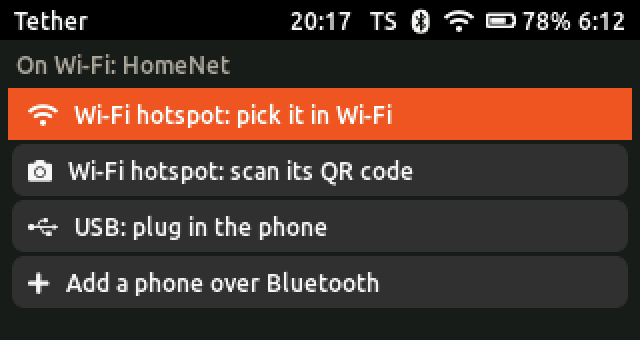 Tether 20:17 TS 78% 6:12
On Wi-Fi: HomeNet
Wi-Fi hotspot: pick it in Wi-Fi
Wi-Fi hotspot: scan its QR code
USB: plug in the phone
Add a phone over Bluetooth